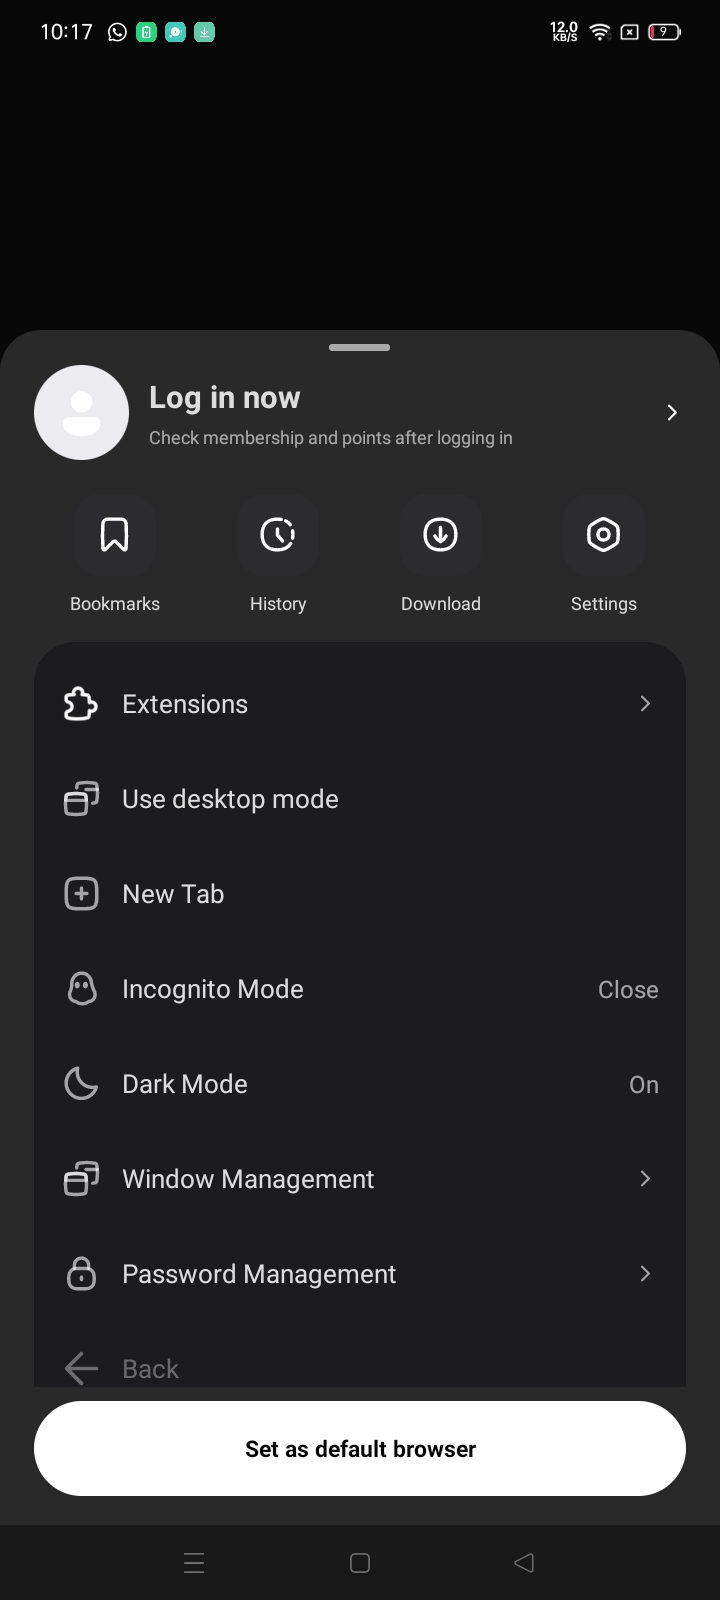 10:17
12.0
KB/S
9
Log in now
Check membership and points after logging in
Bookmarks
History
Download
Settings
Extensions
Use desktop mode
New Tab
Incognito Mode
Close
Dark Mode
On
Window Management
Password Management
Back
Set as default browser